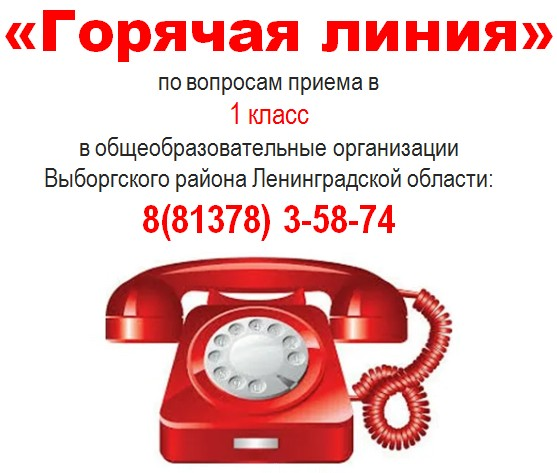 «Горячая линия»
по вопросам приема в
1 класс
в общеобразовательные организации
Выборгского района Ленинградской области:
8(81378) 3-58-74